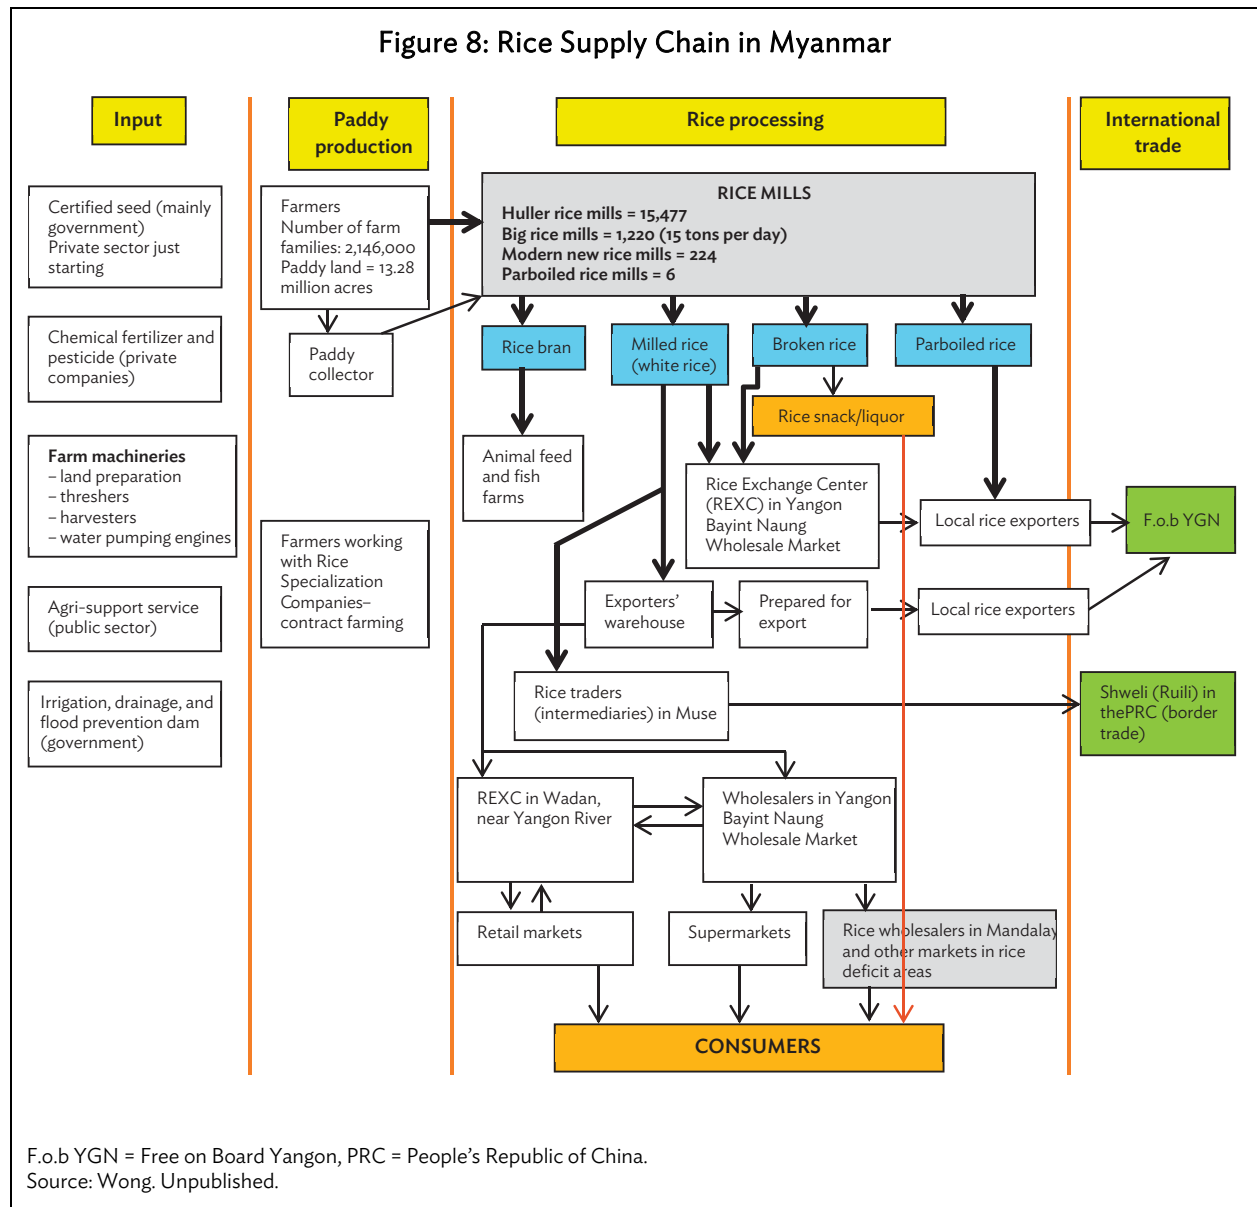 Figure 8: Rice Supply Chain in Myanmar
Input
Paddy
production
Rice processing
International
trade
Certified seed (mainly
government)
Private sector just
starting
Chemical fertilizer and
pesticide (private
companies)
Farm machineries
– land preparation
– threshers
– harvesters
– water pumping engines
Agri-support service
(public sector)
Irrigation, drainage, and
flood prevention dam
(government)
Farmers
Number of farm
families: 2,146,000
Paddy land = 13.28
million acres
Paddy
collector
Farmers working
with Rice
Specialization
Companies–
contract farming
RICE MILLS
Huller rice mills = 15,477
Big rice mills = 1,220 (15 tons per day)
Modern new rice mills = 224
Parboiled rice mills = 6
Rice bran
Milled rice
(white rice)
Broken rice
Parboiled rice
Rice snack/liquor
Animal feed
and fish
farms
Rice Exchange Center
(REXC) in Yangon
Bayint Naung
Wholesale Market
Local rice exporters
F.o.b YGN
Exporters’
warehouse
Prepared for
export
Local rice exporters
Rice traders
(intermediaries) in Muse
Shweli (Ruili) in
thePRC (border
trade)
REXC in Wadan,
near Yangon River
Wholesalers in Yangon
Bayint Naung
Wholesale Market
Retail markets
Supermarkets
Rice wholesalers in Mandalay
and other markets in rice
deficit areas
CONSUMERS
F.o.b YGN = Free on Board Yangon, PRC = People’s Republic of China.
Source: Wong. Unpublished.